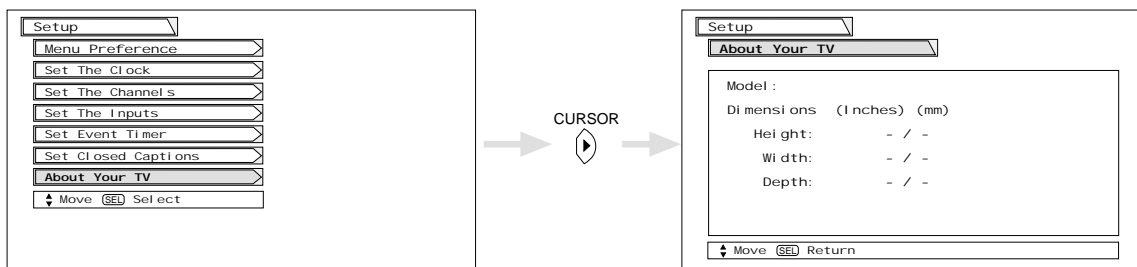 Setup
Menu Preference
Set The Clock
Set The Channels
Set The Inputs
Set Event Timer
Set Closed Captions
About Your TV
Move SEL Select
CURSOR
Setup
About Your TV
Model:
Dimensions (Inches) (mm)
Height: - / -
Width: - / -
Depth: - / -
Move SEL Return